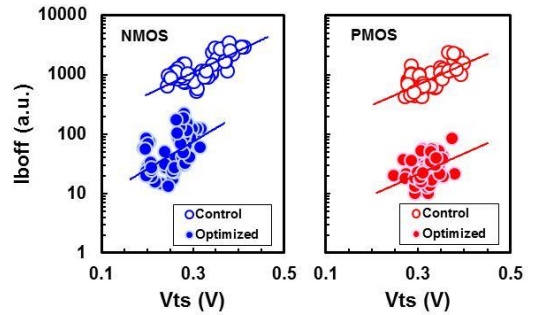 10000
1000
100
10
1
Iboff (a.u.)
NMOS
Control
Optimized
0.1
0.3
0.5
Vts (V)
PMOS
Control
Optimized
0.1
0.3
0.5
Vts (V)